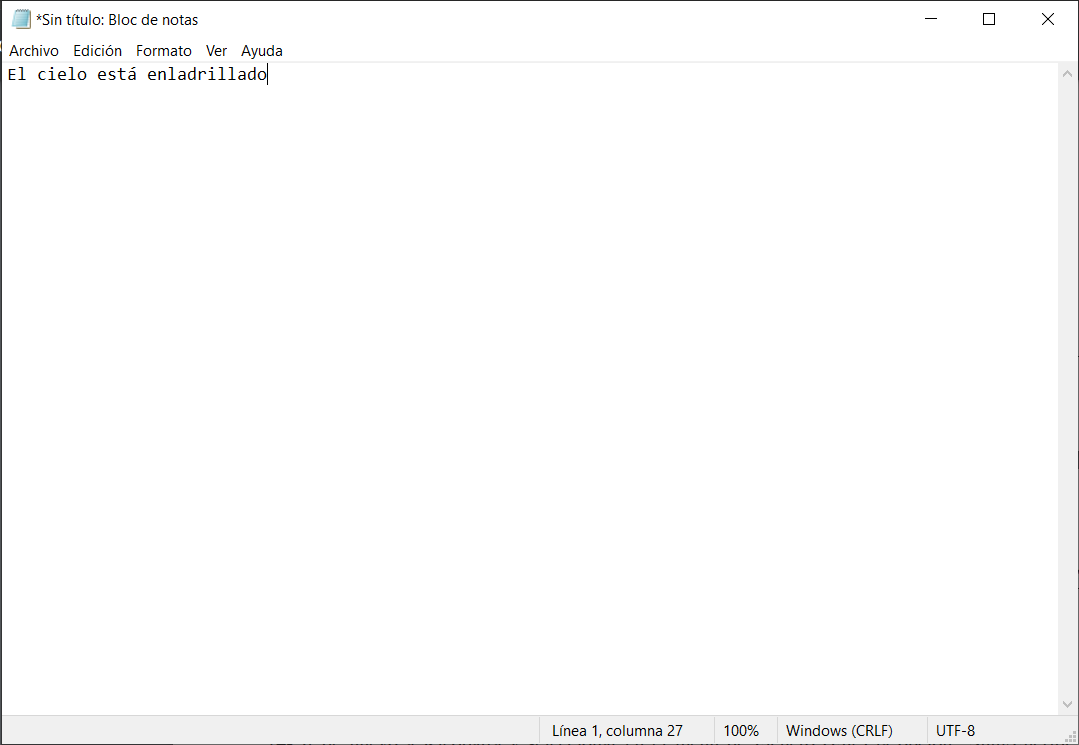 *Sin título: Bloc de notas
Archivo Edición Formato Ver Ayuda
El cielo está enladrillado
Línea 1, columna 27 100% Windows (CRLF) UTF-8